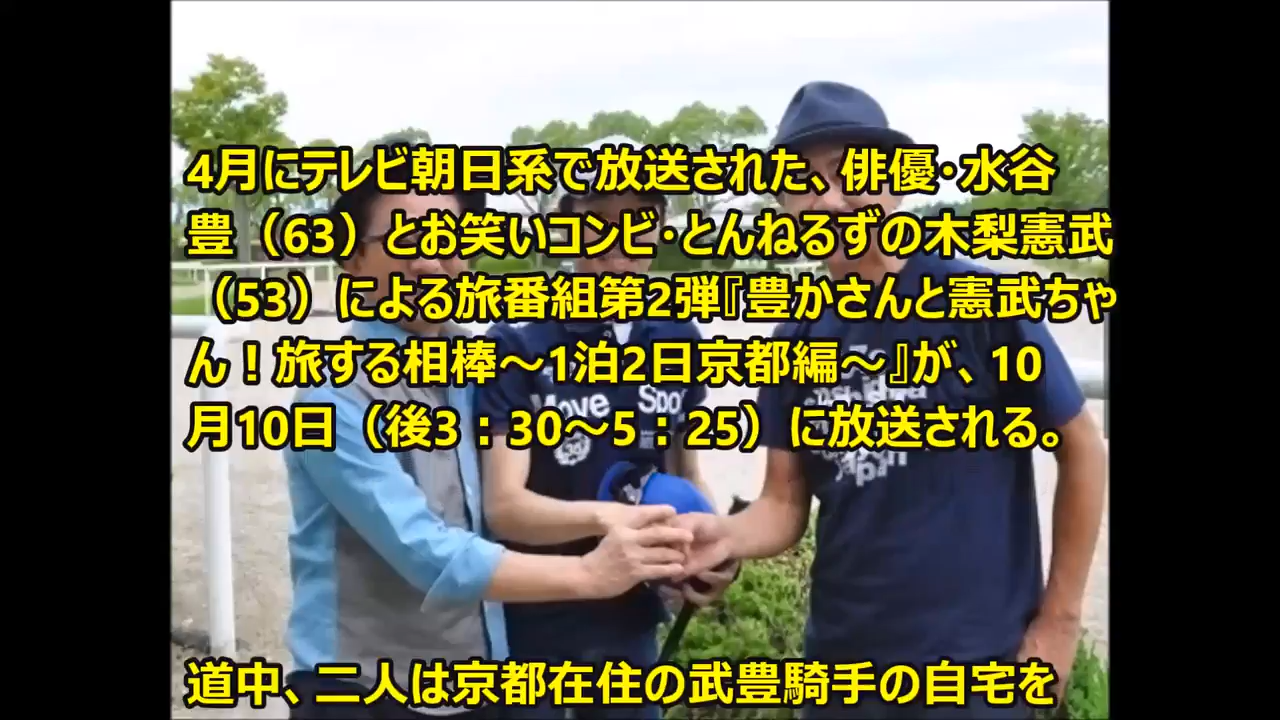 4月にテレビ朝日系で放送された、俳優・水谷
豊（63）とお笑いコンビ・とんねるずの木梨憲武
（53）による旅番組第2弾『豊かさんと憲武ちゃ
ん！旅する相棒～1泊2日京都編～』が、10
月10日（後3：30～5：25）に放送される。
Move Spo
道中、二人は京都在住の武豊騎手の自宅を